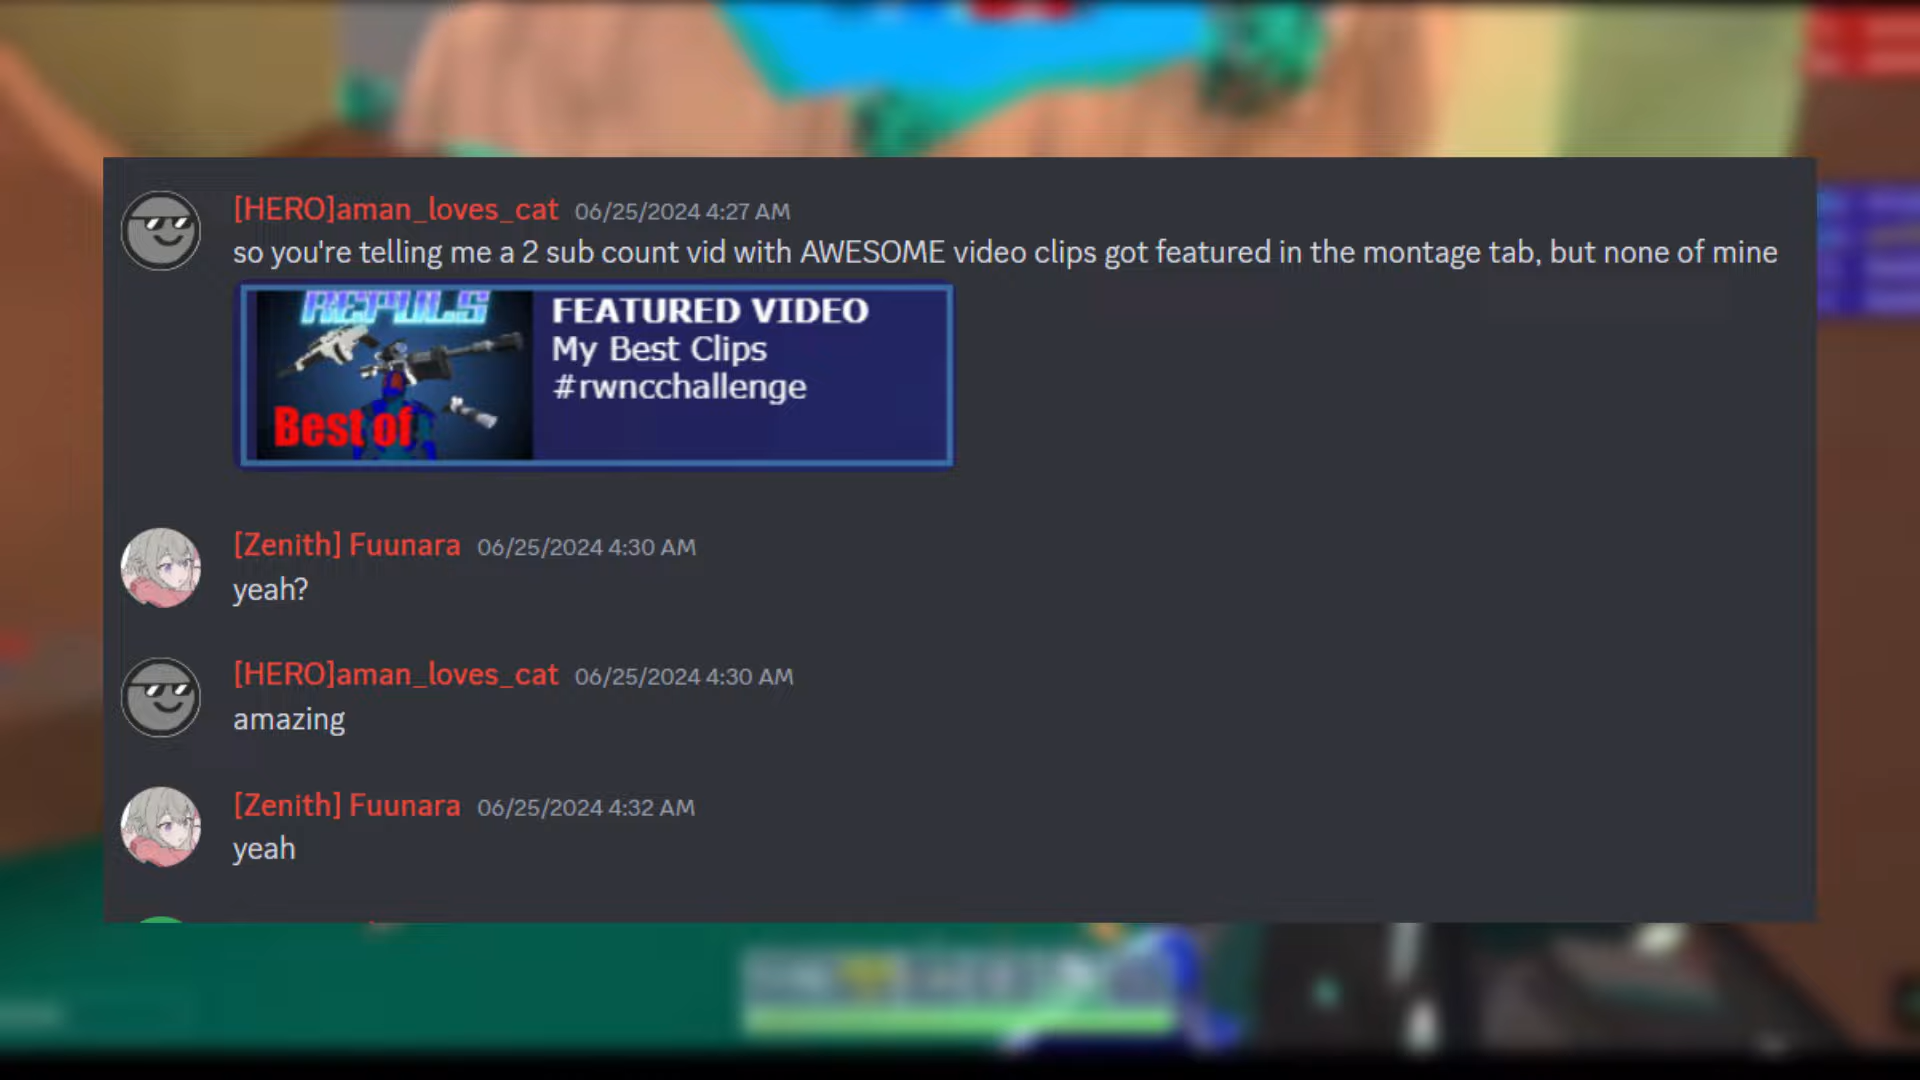 [HERO]aman_loves_cat 06/25/2024 4:27 AM
so you're telling me a 2 sub count vid with AWESOME video clips got featured in the montage tab, but none of mine
REPULS
Best of
FEATURED VIDEO
My Best Clips
#rwncchallenge
[Zenith] Fuunara 06/25/2024 4:30 AM
yeah?
[HERO]aman_loves_cat 06/25/2024 4:30 AM
amazing
[Zenith] Fuunara 06/25/2024 4:32 AM
yeah